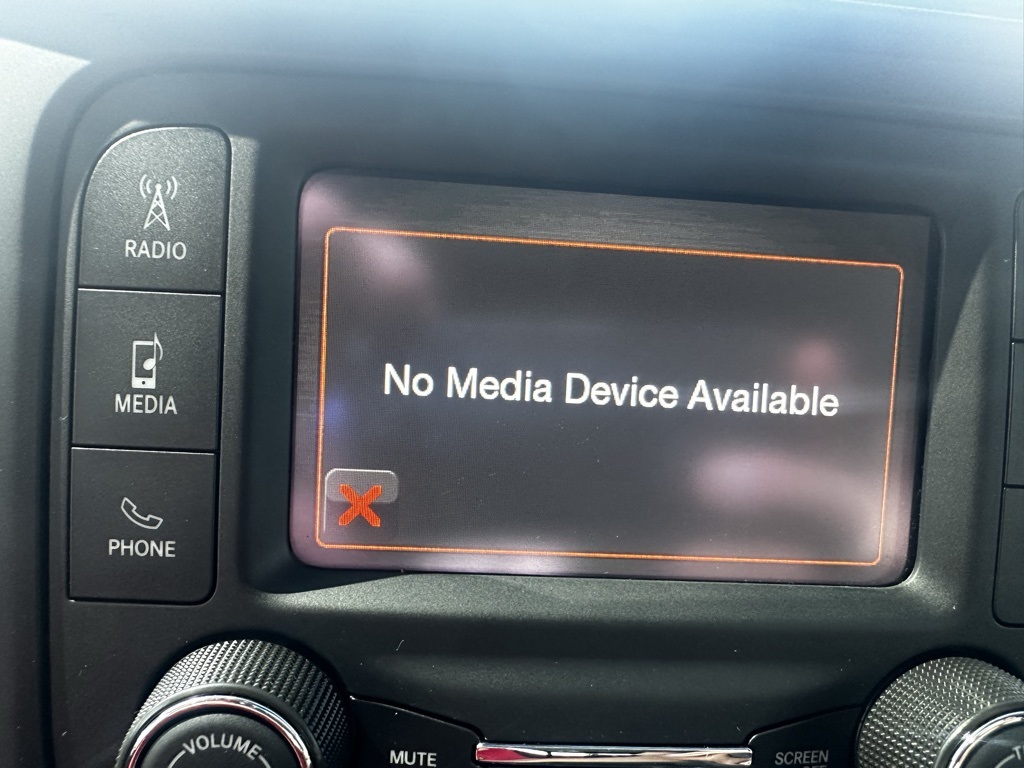 RADIO
MEDIA
PHONE
No Media Device Available
VOLUME
MUTE
SCREEN